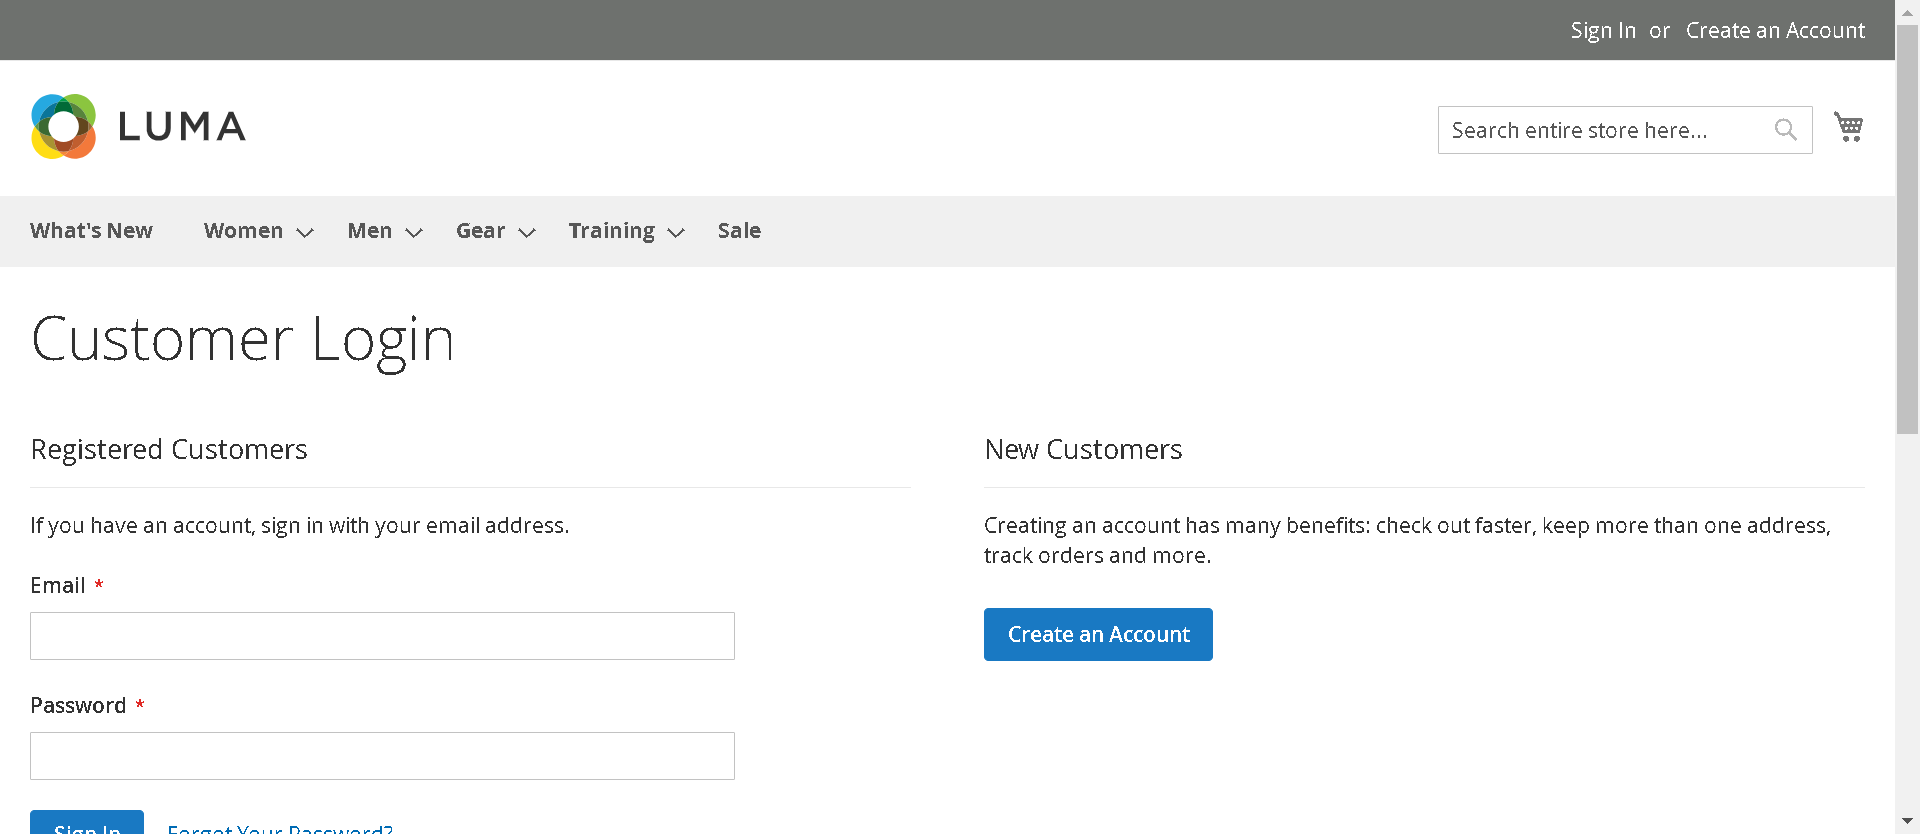 Sign In or Create an Account
LUMA
Search entire store here...
What's New Women Men Gear Training Sale
Customer Login
Registered Customers
If you have an account, sign in with your email address.
Email *
Password *
Sign In Forgot Your Password?
New Customers
Creating an account has many benefits: check out faster, keep more than one address,
track orders and more.
Create an Account